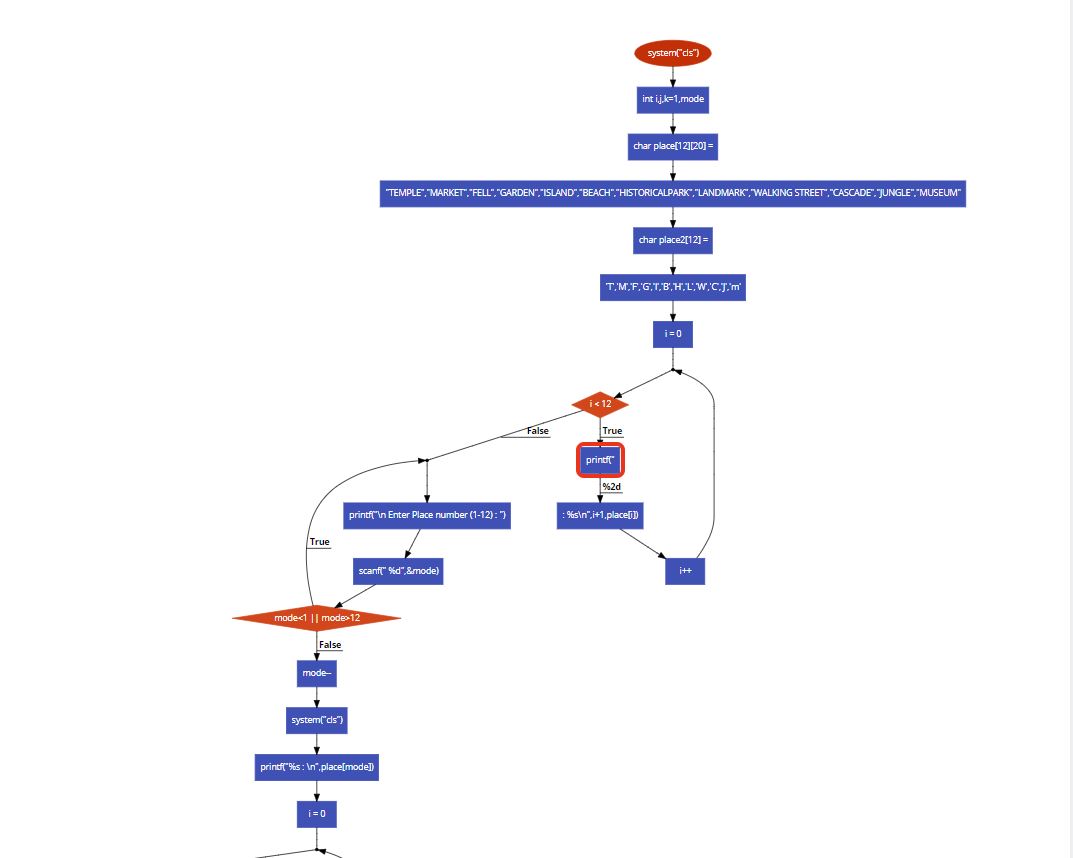 system("cls")
int i,j,k=1,mode
char place[12][20] =
"TEMPLE","MARKET","FELL","GARDEN","ISLAND","BEACH","HISTORICALPARK","LANDMARK","WALKING STREET","CASCADE","JUNGLE","MUSEUM"
char place2[12] =
'T','M','F','G','I','B','H','L','W','C','J','m'
i = 0
i < 12
False
True
printf("
%2d
: %s\n",i+1,place[i])
i++
printf("\n Enter Place number (1-12) : ")
True
scanf(" %d",&mode)
mode<1 || mode>12
False
mode--
system("cls")
printf("%s : \n",place[mode])
i = 0